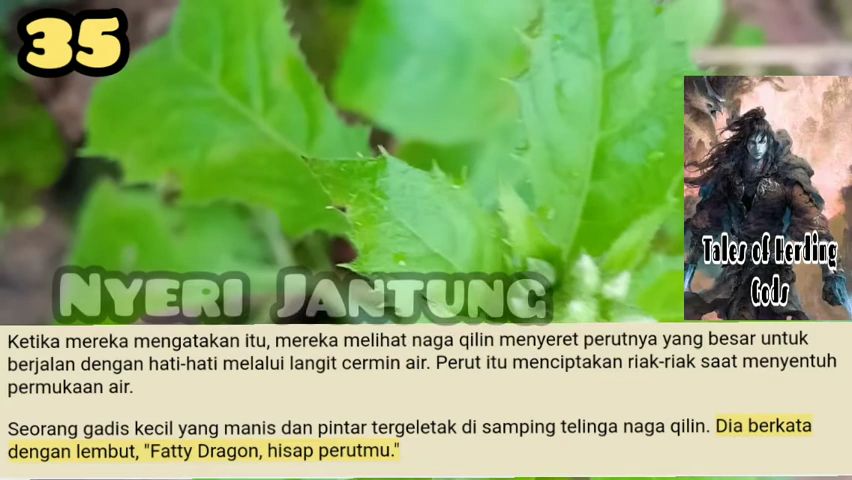 35
Tales of Herding
Gods
NYERI JANTUNG
Ketika mereka mengatakan itu, mereka melihat naga qilin menyeret perutnya yang besar untuk
berjalan dengan hati-hati melalui langit cermin air. Perut itu menciptakan riak-riak saat menyentuh
permukaan air.
Seorang gadis kecil yang manis dan pintar tergeletak di samping telinga naga qilin. Dia berkata
dengan lembut, "Fatty Dragon, hisap perutmu."